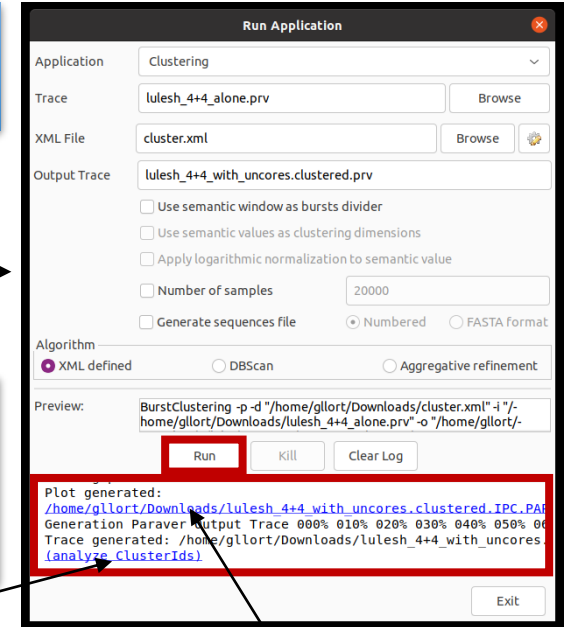 Run Application
Application Clustering
Trace lulesh_4+4_alone.prv Browse
XML File cluster.xml Browse
Output Trace lulesh_4+4_with_uncores.clustered.prv
Use semantic window as bursts divider
Use semantic values as clustering dimensions
Apply logarithmic normalization to semantic value
Number of samples 20000
Generate sequences file Numbered FASTA format
Algorithm
XML defined DBScan Aggregative refinement
Preview: BurstClustering -p -d "/home/gllort/Downloads/cluster.xml" -i "/-
home/gllort/Downloads/lulesh_4+4_alone.prv" -o "/home/gllort/-
Run Kill Clear Log
Plot generated:
/home/gllort/Downloads/lulesh_4+4_with_uncores.clustered.IPC.PAP
Generation Paraver Output Trace 000% 010% 020% 030% 040% 050% 06
Trace generated: /home/gllort/Downloads/lulesh_4+4_with_uncores.
(analyze ClusterIds)
Exit